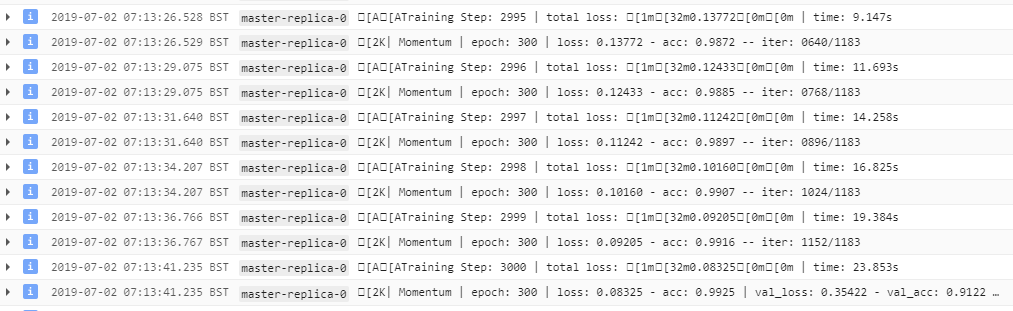 i 2019-07-02 07:13:26.528 BST master-replica-0 □[A□[ATraining Step: 2995 | total loss: □[1m□[32m0.13772□[0m□[0m | time: 9.147s
i 2019-07-02 07:13:26.529 BST master-replica-0 □[2K| Momentum | epoch: 300 | loss: 0.13772 - acc: 0.9872 -- iter: 0640/1183
i 2019-07-02 07:13:29.075 BST master-replica-0 □[A□[ATraining Step: 2996 | total loss: □[1m□[32m0.12433□[0m□[0m | time: 11.693s
i 2019-07-02 07:13:29.075 BST master-replica-0 □[2K| Momentum | epoch: 300 | loss: 0.12433 - acc: 0.9885 -- iter: 0768/1183
i 2019-07-02 07:13:31.640 BST master-replica-0 □[A□[ATraining Step: 2997 | total loss: □[1m□[32m0.11242□[0m□[0m | time: 14.258s
i 2019-07-02 07:13:31.640 BST master-replica-0 □[2K| Momentum | epoch: 300 | loss: 0.11242 - acc: 0.9897 -- iter: 0896/1183
i 2019-07-02 07:13:34.207 BST master-replica-0 □[A□[ATraining Step: 2998 | total loss: □[1m□[32m0.10160□[0m□[0m | time: 16.825s
i 2019-07-02 07:13:34.207 BST master-replica-0 □[2K| Momentum | epoch: 300 | loss: 0.10160 - acc: 0.9907 -- iter: 1024/1183
i 2019-07-02 07:13:36.766 BST master-replica-0 □[A□[ATraining Step: 2999 | total loss: □[1m□[32m0.09205□[0m□[0m | time: 19.384s
i 2019-07-02 07:13:36.767 BST master-replica-0 □[2K| Momentum | epoch: 300 | loss: 0.09205 - acc: 0.9916 -- iter: 1152/1183
i 2019-07-02 07:13:41.235 BST master-replica-0 □[A□[ATraining Step: 3000 | total loss: □[1m□[32m0.08325□[0m□[0m | time: 23.853s
i 2019-07-02 07:13:41.235 BST master-replica-0 □[2K| Momentum | epoch: 300 | loss: 0.08325 - acc: 0.9925 | val_loss: 0.35422 - val_acc: 0.9122 …